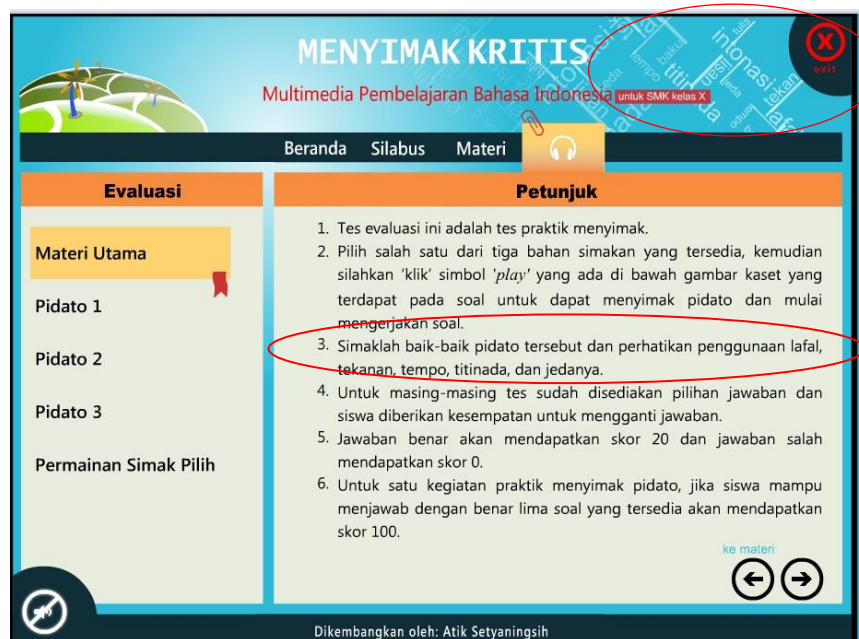 MENYIMAK KRITIS
Multimedia Pembelajaran Bahasa Indonesia untuk SMK kelas X
exit
intonasi
tulis
baku
tempo
titi
jeda
tekan
lafa
Beranda Silabus Materi
Evaluasi
Materi Utama
Pidato 1
Pidato 2
Pidato 3
Permainan Simak Pilih
Petunjuk
1. Tes evaluasi ini adalah tes praktik menyimak.
2. Pilih salah satu dari tiga bahan simakan yang tersedia, kemudian
silahkan 'klik' simbol 'play' yang ada di bawah gambar kaset yang
terdapat pada soal untuk dapat menyimak pidato dan mulai
mengerjakan soal.
3. Simaklah baik-baik pidato tersebut dan perhatikan penggunaan lafal,
tekanan, tempo, titinada, dan jedanya.
4. Untuk masing-masing tes sudah disediakan pilihan jawaban dan
siswa diberikan kesempatan untuk mengganti jawaban.
5. Jawaban benar akan mendapatkan skor 20 dan jawaban salah
mendapatkan skor 0.
6. Untuk satu kegiatan praktik menyimak pidato, jika siswa mampu
menjawab dengan benar lima soal yang tersedia akan mendapatkan
skor 100.
ke materi
Dikembangkan oleh: Atik Setyaningsih